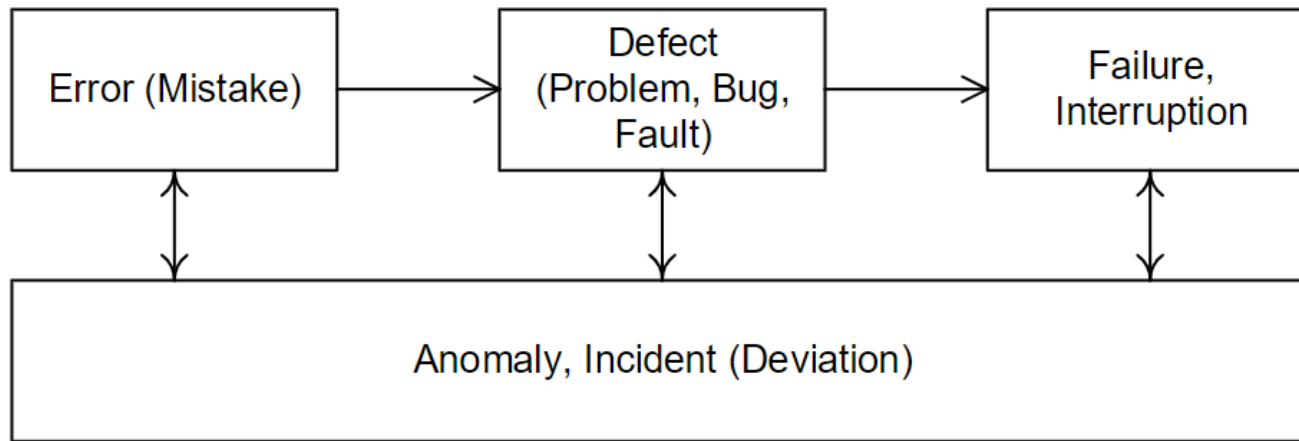 Error (Mistake)
Defect
(Problem, Bug,
Fault)
Failure,
Interruption
Anomaly, Incident (Deviation)